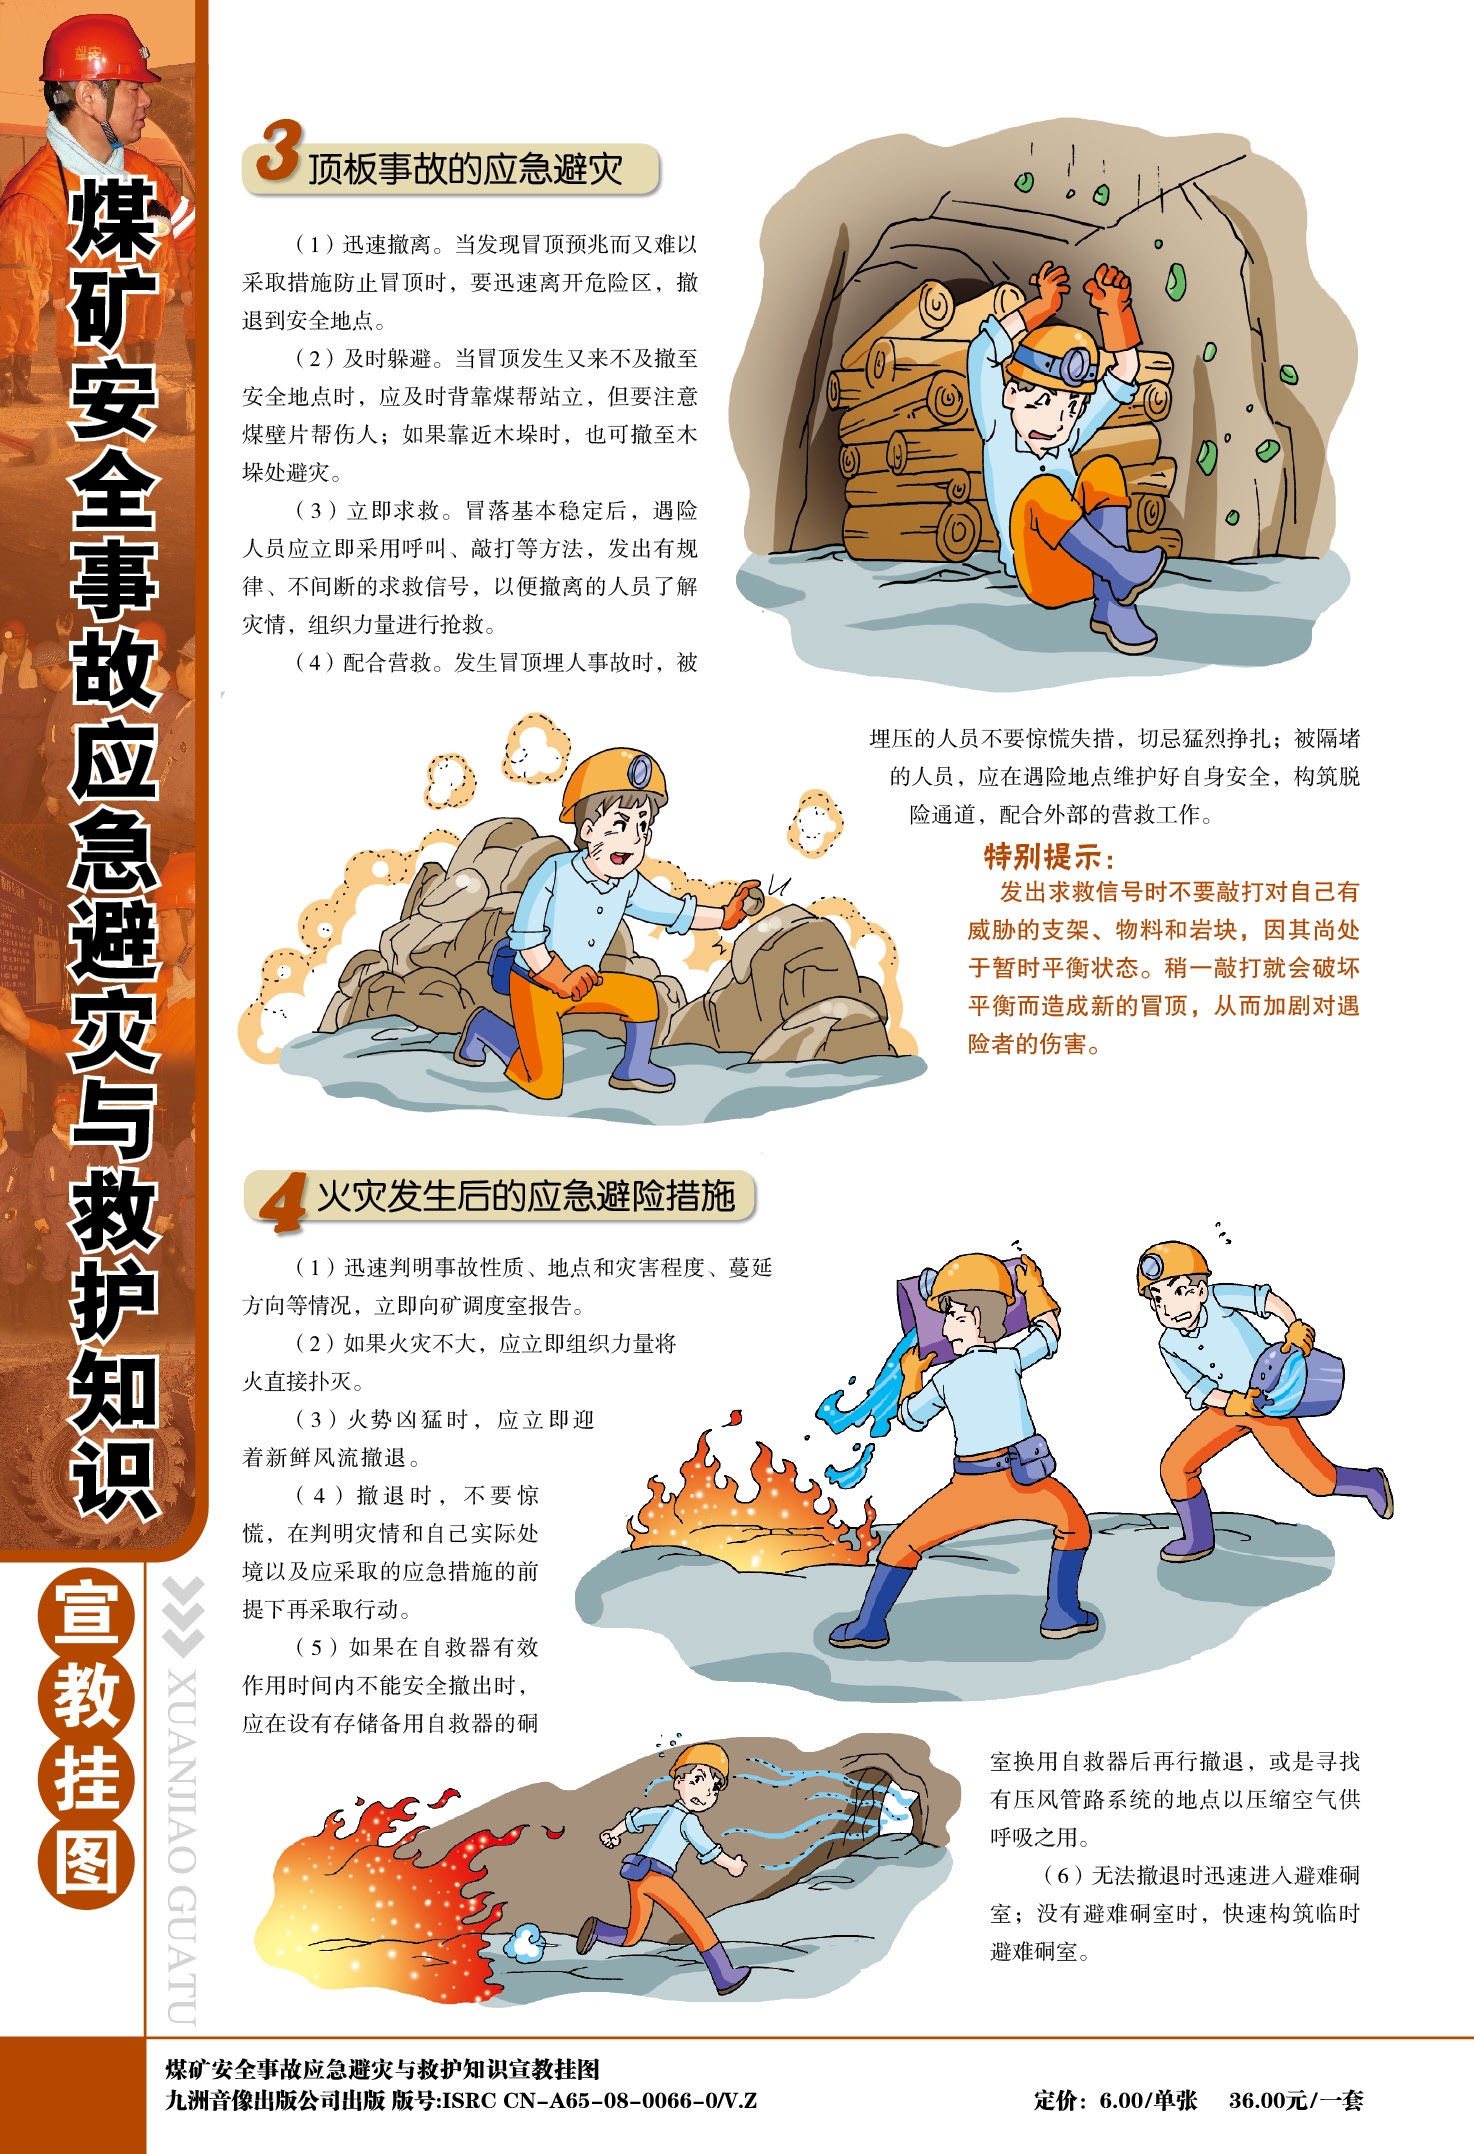 煤矿安全事故应急避灾与救护知识
宣教挂图
XUANJIAO GUATU
3 顶板事故的应急避灾
（1）迅速撤离。当发现冒顶预兆而又难以
采取措施防止冒顶时，要迅速离开危险区，撤
退到安全地点。
（2）及时躲避。当冒顶发生又来不及撤至
安全地点时，应及时背靠煤帮站立，但要注意
煤壁片帮伤人；如果靠近木垛时，也可撤至木
垛处避灾。
（3）立即求救。冒落基本稳定后，遇险
人员应立即采用呼叫、敲打等方法，发出有规
律、不间断的求救信号，以便撤离的人员了解
灾情，组织力量进行抢救。
（4）配合营救。发生冒顶埋人事故时，被
埋压的人员不要惊慌失措，切忌猛烈挣扎；被隔堵
的人员，应在遇险地点维护好自身安全，构筑脱
险通道，配合外部的营救工作。
特别提示：
发出求救信号时不要敲打对自己有
威胁的支架、物料和岩块，因其尚处
于暂时平衡状态。稍一敲打就会破坏
平衡而造成新的冒顶，从而加剧对遇
险者的伤害。
4 火灾发生后的应急避险措施
（1）迅速判明事故性质、地点和灾害程度、蔓延
方向等情况，立即向矿调度室报告。
（2）如果火灾不大，应立即组织力量将
火直接扑灭。
（3）火势凶猛时，应立即迎
着新鲜风流撤退。
（4）撤退时，不要惊
慌，在判明灾情和自己实际处
境以及应采取的应急措施的前
提下再采取行动。
（5）如果在自救器有效
作用时间内不能安全撤出时，
应在设有存储备用自救器的硐
室换用自救器后再行撤退，或是寻找
有压风管路系统的地点以压缩空气供
呼吸之用。
（6）无法撤退时迅速进入避难硐
室；没有避难硐室时，快速构筑临时
避难硐室。
煤矿安全事故应急避灾与救护知识宣教挂图
九洲音像出版公司出版 版号:ISRC CN-A65-08-0066-0/V.Z
定价：6.00/单张 36.00元/一套